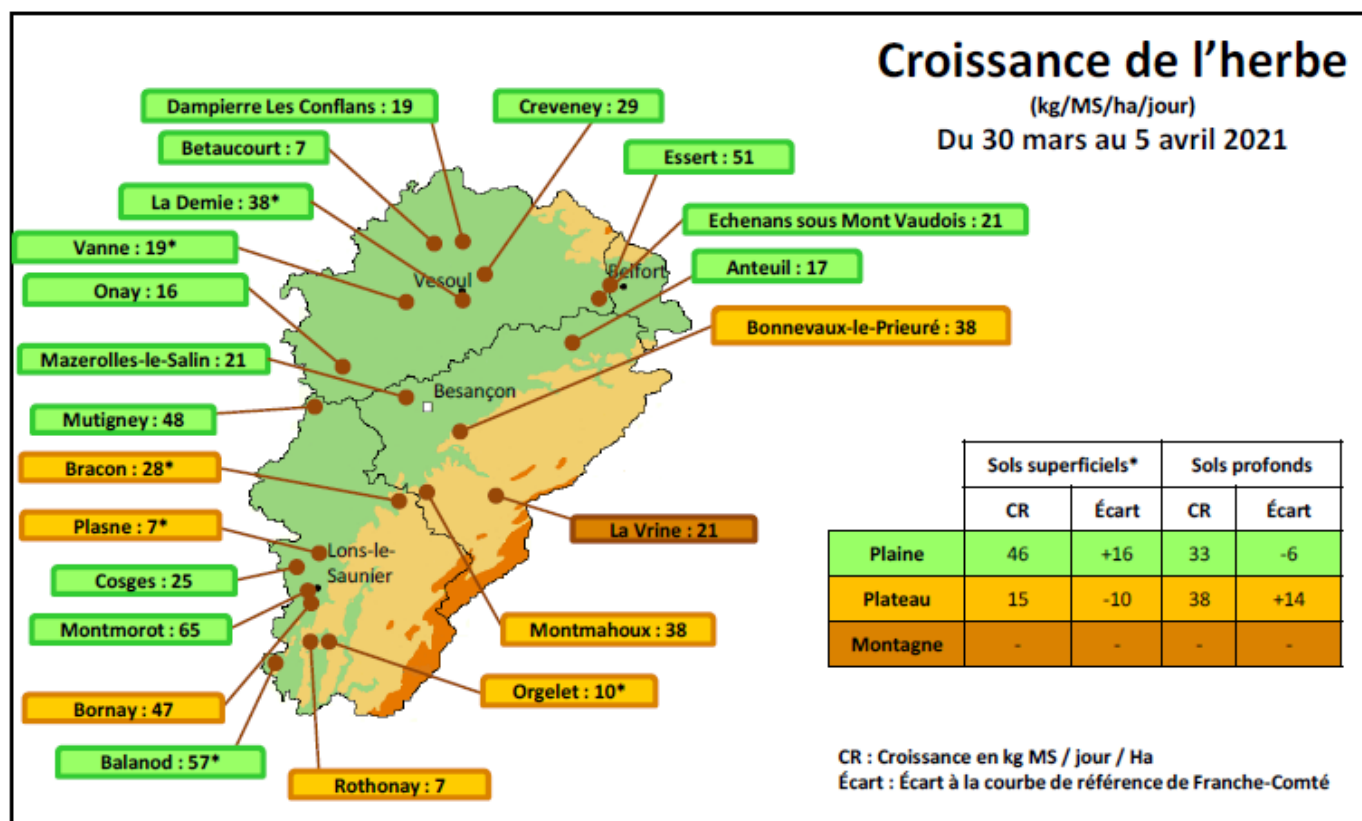 Croissance de l’herbe
(kg/MS/ha/jour)
Du 30 mars au 5 avril 2021
Dampierre Les Conflans : 19
Creveney : 29
Betaucourt : 7
Essert : 51
La Demie : 38*
Echenans sous Mont Vaudois : 21
Vanne : 19*
Anteuil : 17
Onay : 16
Bonnevaux-le-Prieuré : 38
Mazerolles-le-Salin : 21
Mutigney : 48
Bracon : 28*
Plasne : 7*
La Vrine : 21
Cosges : 25
Montmorot : 65
Montmahoux : 38
Bornay : 47
Orgelet : 10*
Balanod : 57*
Rothonay : 7
Vesoul
Belfort
Besançon
Lons-le-
Saunier
Sols superficiels* Sols profonds
CR Écart CR Écart
Plaine 46 +16 33 -6
Plateau 15 -10 38 +14
Montagne - - - -
CR : Croissance en kg MS / jour / Ha
Écart : Écart à la courbe de référence de Franche-Comté